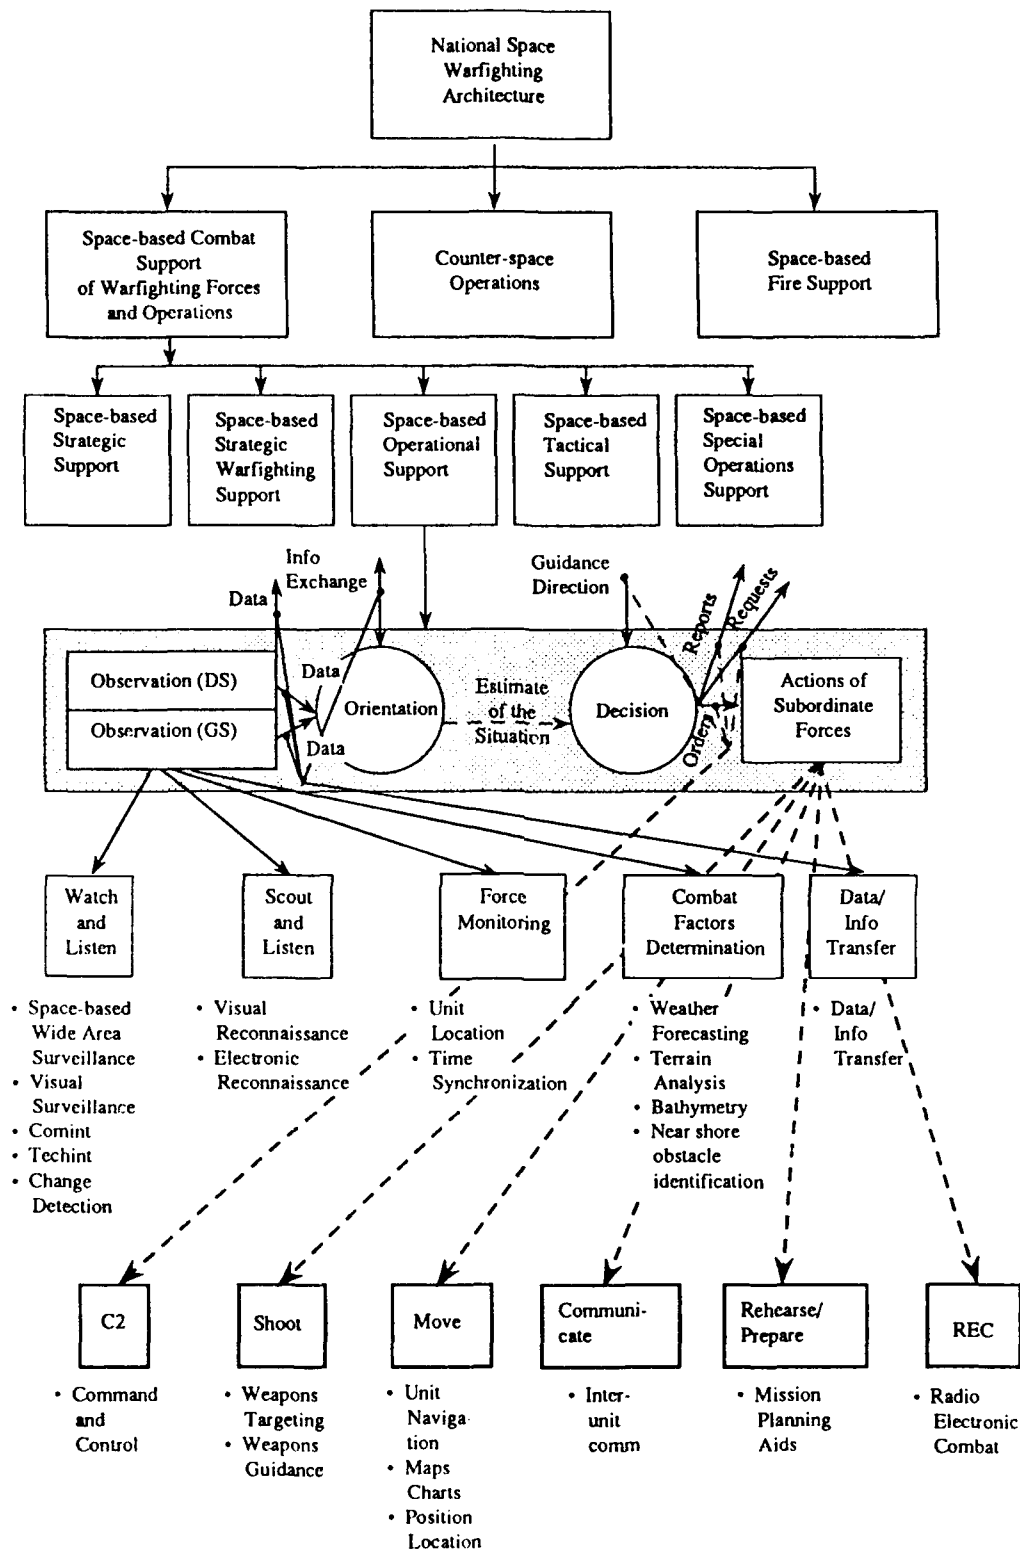 National Space
Warfighting
Architecture
Space-based Combat
Support
of Warfighting Forces
and Operations
Counter-space
Operations
Space-based
Fire Support
Space-based
Strategic
Support
Space-based
Strategic
Warfighting
Support
Space-based
Operational
Support
Space-based
Tactical
Support
Space-based
Special
Operations
Support
Info
Exchange
Data
Guidance
Direction
Reports
Requests
Observation (DS)
Observation (GS)
Data
Data
Orientation
Estimate
of the
Situation
Decision
Orders
Actions of
Subordinate
Forces
Watch
and
Listen
Scout
and
Listen
Force
Monitoring
Combat
Factors
Determination
Data/
Info
Transfer
• Space-based
Wide Area
Surveillance
• Visual
Surveillance
• Comint
• Techint
• Change
Detection
• Visual
Reconnaissance
• Electronic
Reconnaissance
• Unit
Location
• Time
Synchronization
• Weather
Forecasting
• Terrain
Analysis
• Bathymetry
• Near shore
obstacle
identification
• Data/
Info
Transfer
C2
Shoot
Move
Communi-
cate
Rehearse/
Prepare
REC
• Command
and
Control
• Weapons
Targeting
• Weapons
Guidance
• Unit
Naviga-
tion
• Maps
Charts
• Position
Location
• Inter-
unit
comm
• Mission
Planning
Aids
• Radio
Electronic
Combat